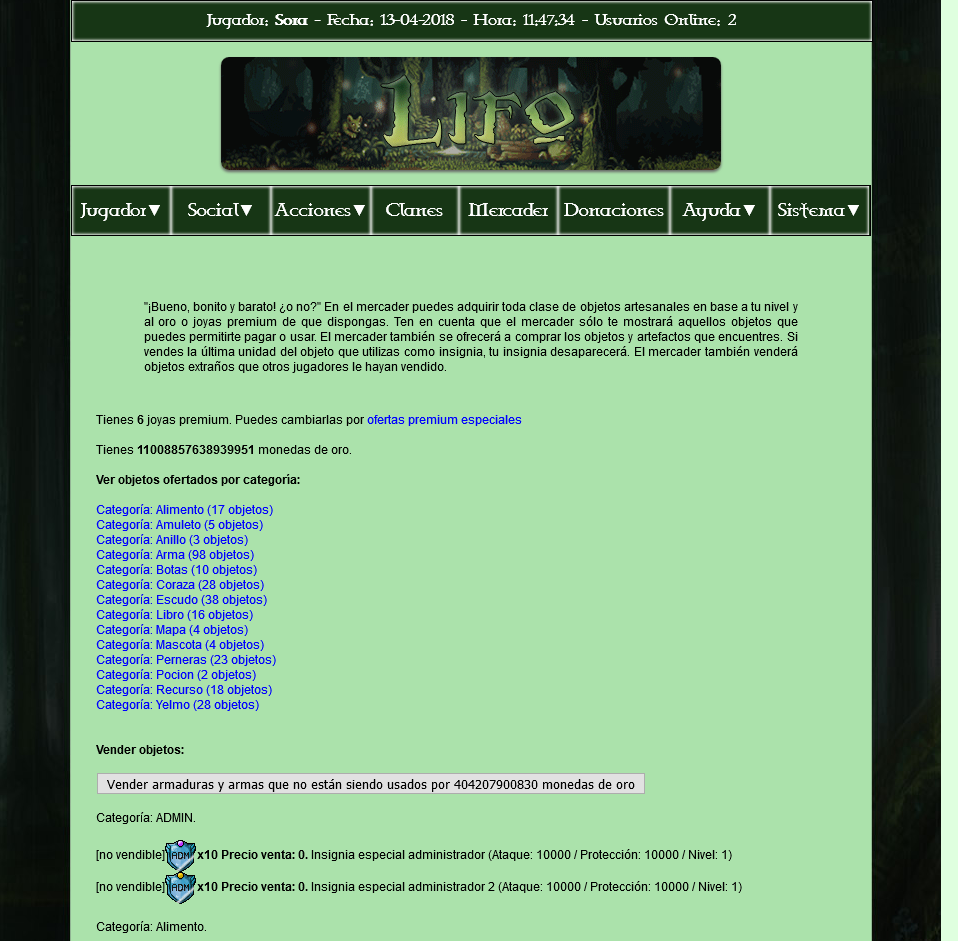 Jugador: Sora - Fecha: 13-04-2018 - Hora: 11:47:34 - Usuarios Online: 2
Lifo
Jugador▼ Social▼ Acciones▼ Clanes Mercader Donaciones Ayuda▼ Sistema▼
"¡Bueno, bonito y barato! ¿o no?" En el mercader puedes adquirir toda clase de objetos artesanales en base a tu nivel y
al oro o joyas premium de que dispongas. Ten en cuenta que el mercader sólo te mostrará aquellos objetos que
puedes permitirte pagar o usar. El mercader también se ofrecerá a comprar los objetos y artefactos que encuentres. Si
vendes la última unidad del objeto que utilizas como insignia, tu insignia desaparecerá. El mercader también venderá
objetos extraños que otros jugadores le hayan vendido.
Tienes 6 joyas premium. Puedes cambiarlas por ofertas premium especiales
Tienes 11008857638939951 monedas de oro.
Ver objetos ofertados por categoría:
Categoría: Alimento (17 objetos)
Categoría: Amuleto (5 objetos)
Categoría: Anillo (3 objetos)
Categoría: Arma (98 objetos)
Categoría: Botas (10 objetos)
Categoría: Coraza (28 objetos)
Categoría: Escudo (38 objetos)
Categoría: Libro (16 objetos)
Categoría: Mapa (4 objetos)
Categoría: Mascota (4 objetos)
Categoría: Perneras (23 objetos)
Categoría: Pocion (2 objetos)
Categoría: Recurso (18 objetos)
Categoría: Yelmo (28 objetos)
Vender objetos:
Vender armaduras y armas que no están siendo usados por 404207900830 monedas de oro
Categoría: ADMIN.
[no vendible] ADM x10 Precio venta: 0. Insignia especial administrador (Ataque: 10000 / Protección: 10000 / Nivel: 1)
[no vendible] ADM x10 Precio venta: 0. Insignia especial administrador 2 (Ataque: 10000 / Protección: 10000 / Nivel: 1)
Categoría: Alimento.